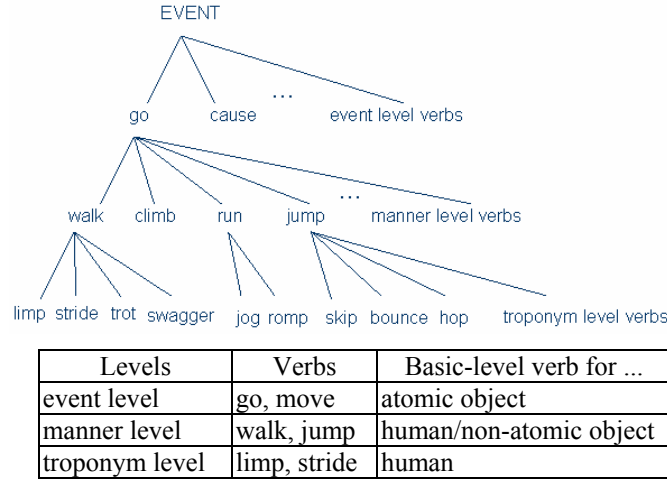 EVENT
...
go cause event level verbs
...
walk climb run jump manner level verbs
limp stride trot swagger jog romp skip bounce hop troponym level verbs
Levels Verbs Basic-level verb for ...
event level go, move atomic object
manner level walk, jump human/non-atomic object
troponym level limp, stride human